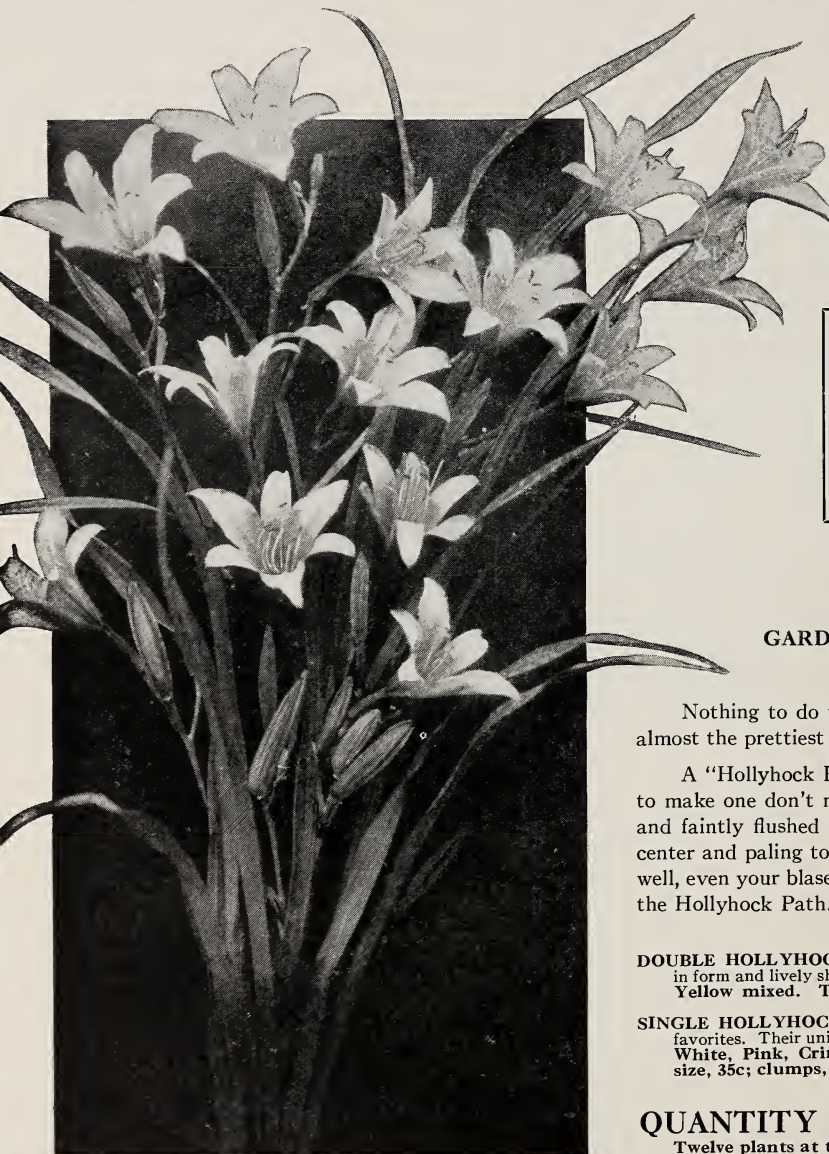 GARD
Nothing to do
almost the prettiest
A “Hollyhock
to make one don't
and faintly flushed
center and paling to
well, even your blase
the Hollyhock Path.
DOUBLE HOLLYHOC
in form and lively sh
Yellow mixed. T
SINGLE HOLLYHOC
favorites. Their uni
White, Pink, Crin
size, 35c; clumps,
QUANTITY
Twelve plants at t